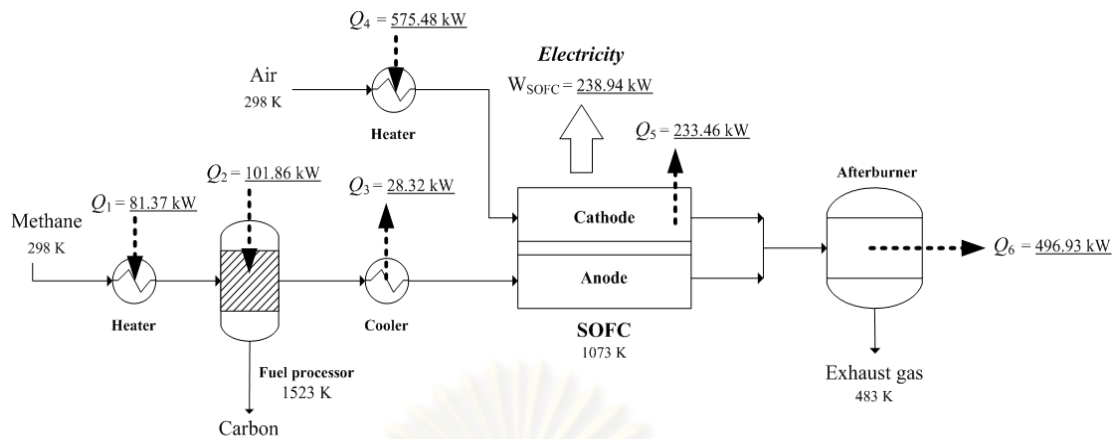 Q4 = 575.48 kW
Electricity
WSOFC = 238.94 kW
Air
298 K
Heater
Q5 = 233.46 kW
Q2 = 101.86 kW
Q3 = 28.32 kW
Q1 = 81.37 kW
Afterburner
Methane
298 K
Cathode
Anode
Q6 = 496.93 kW
Heater
Cooler
SOFC
1073 K
Fuel processor
1523 K
Carbon
Exhaust gas
483 K